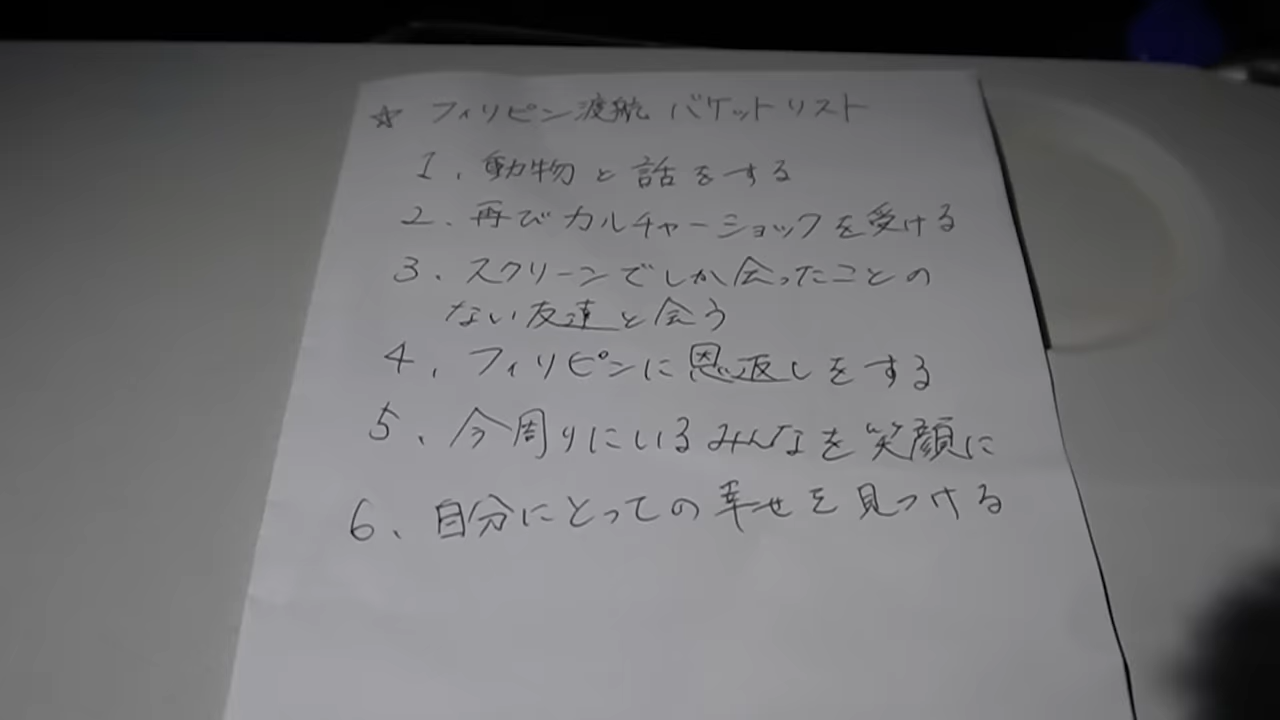 ☆ フィリピン渡航 バケットリスト
1. 動物と話をする
2. 再びカルチャーショックを受ける
3. スクリーンでしか会ったことの
ない友達と会う
4. フィリピンに恩返しをする
5. 今周りにいるみんなを笑顔に
6. 自分にとっての幸せを見つける